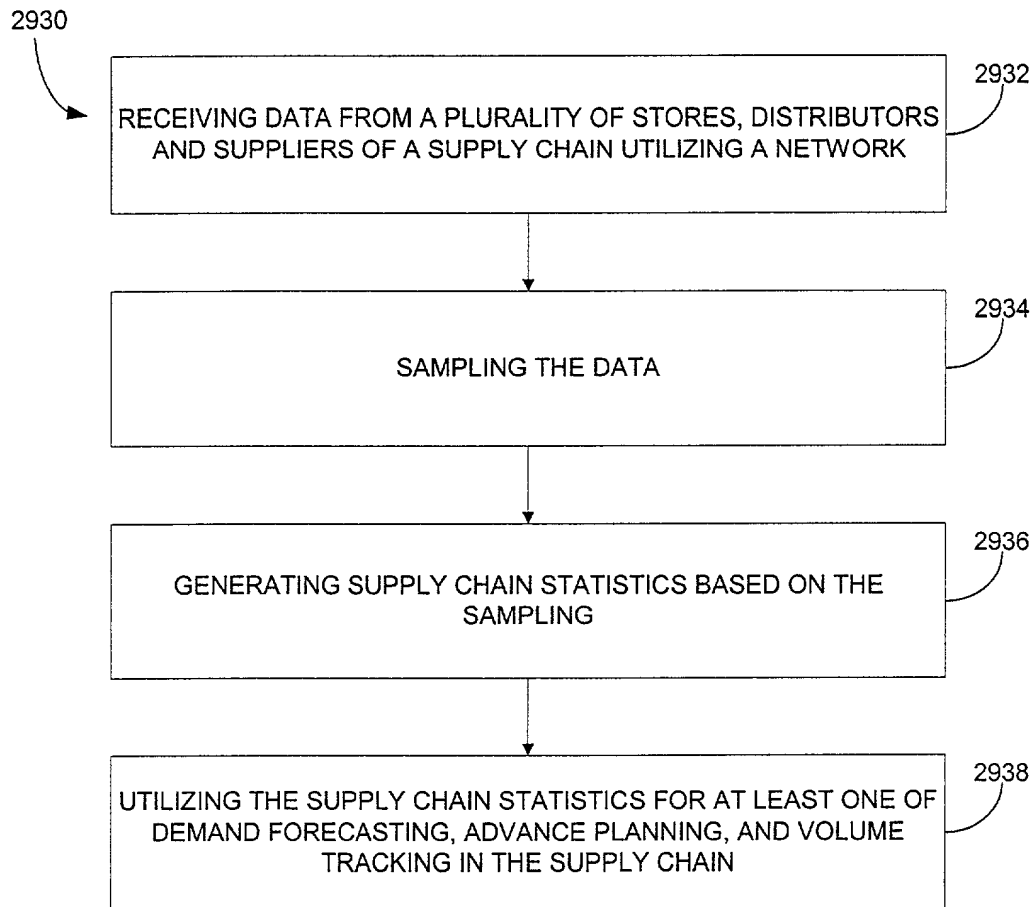 2930
2932
RECEIVING DATA FROM A PLURALITY OF STORES, DISTRIBUTORS
AND SUPPLIERS OF A SUPPLY CHAIN UTILIZING A NETWORK
2934
SAMPLING THE DATA
2936
GENERATING SUPPLY CHAIN STATISTICS BASED ON THE
SAMPLING
2938
UTILIZING THE SUPPLY CHAIN STATISTICS FOR AT LEAST ONE OF
DEMAND FORECASTING, ADVANCE PLANNING, AND VOLUME
TRACKING IN THE SUPPLY CHAIN